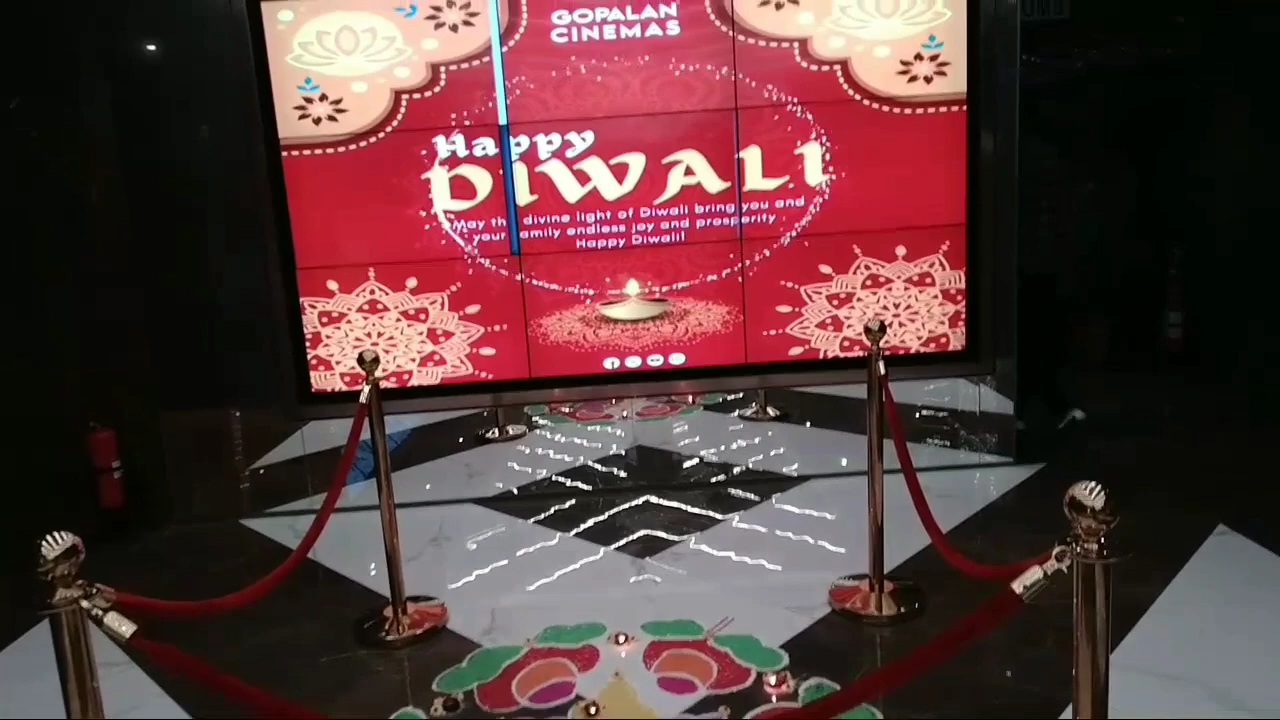 GOPALAN
CINEMAS
Happy
DIWALI
May the divine light of Diwali bring you and
your family endless joy and prosperity
Happy Diwali!